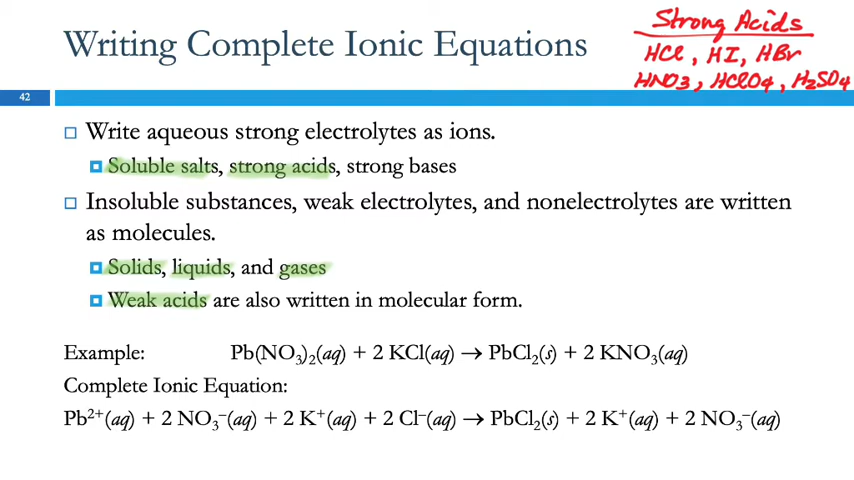 Writing Complete Ionic Equations
Strong Acids
HCl, HI, HBr
HNO3, HClO4, H2SO4
42
Write aqueous strong electrolytes as ions.
Soluble salts, strong acids, strong bases
Insoluble substances, weak electrolytes, and nonelectrolytes are written
as molecules.
Solids, liquids, and gases
Weak acids are also written in molecular form.
Example: Pb(NO₃)₂(aq) + 2 KCl(aq) → PbCl₂(s) + 2 KNO₃(aq)
Complete Ionic Equation:
Pb²⁺(aq) + 2 NO₃⁻(aq) + 2 K⁺(aq) + 2 Cl⁻(aq) → PbCl₂(s) + 2 K⁺(aq) + 2 NO₃⁻(aq)